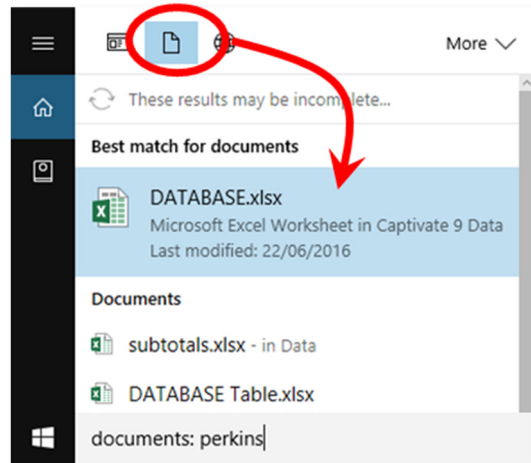 More
These results may be incomplete...
Best match for documents
DATABASE.xlsx
Microsoft Excel Worksheet in Captivate 9 Data
Last modified: 22/06/2016
Documents
subtotals.xlsx - in Data
DATABASE Table.xlsx
documents: perkins